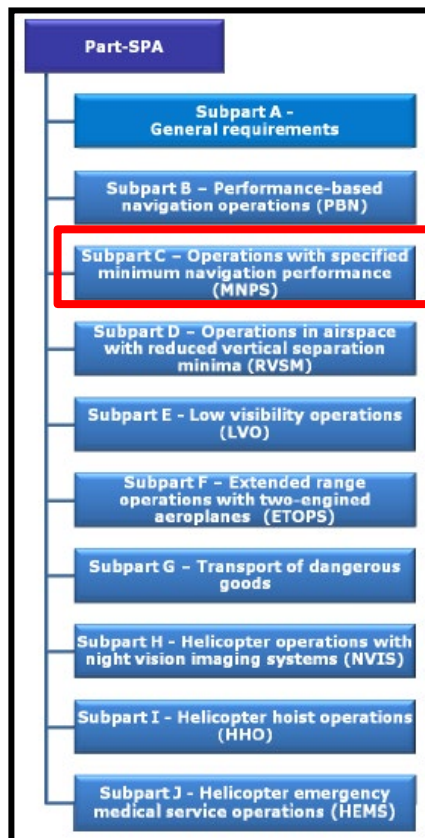 Part-SPA
Subpart A -
General requirements
Subpart B – Performance-based
navigation operations (PBN)
Subpart C – Operations with specified
minimum navigation performance
(MNPS)
Subpart D – Operations in airspace
with reduced vertical separation
minima (RVSM)
Subpart E - Low visibility operations
(LVO)
Subpart F – Extended range
operations with two-engined
aeroplanes (ETOPS)
Subpart G – Transport of dangerous
goods
Subpart H - Helicopter operations with
night vision imaging systems (NVIS)
Subpart I - Helicopter hoist operations
(HHO)
Subpart J - Helicopter emergency
medical service operations (HEMS)